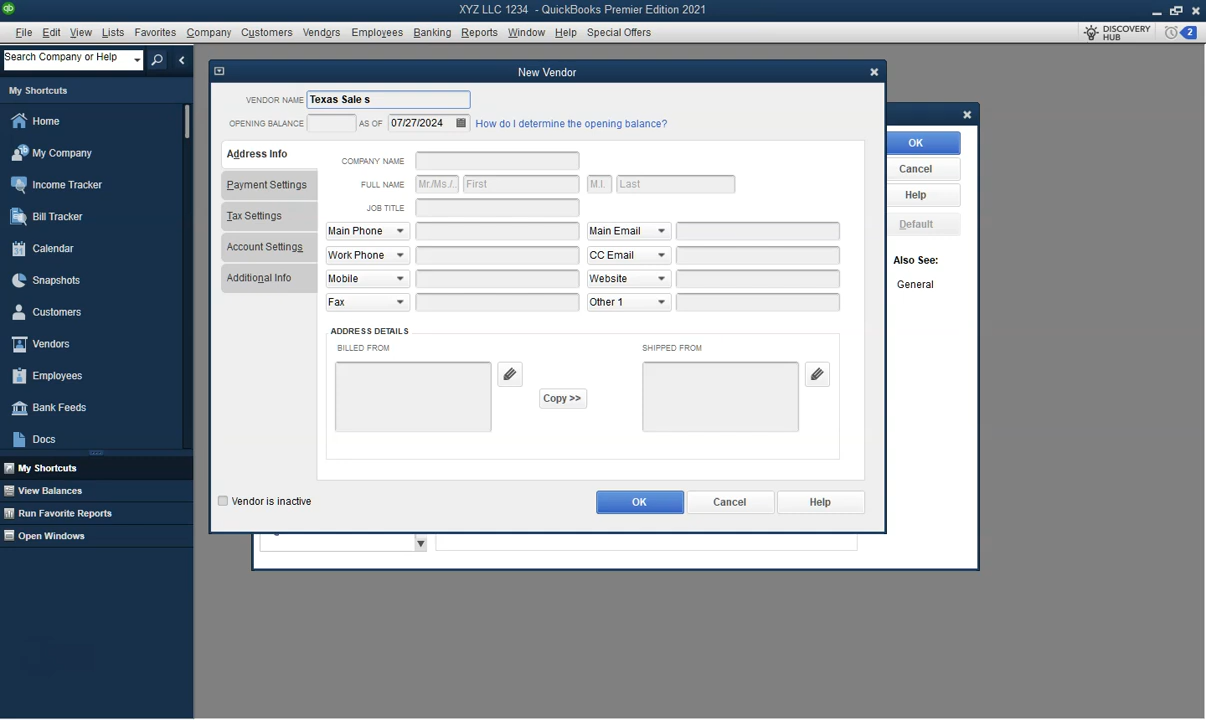 qb XYZ LLC 1234 - QuickBooks Premier Edition 2021
File Edit View Lists Favorites Company Customers Vendors Employees Banking Reports Window Help Special Offers DISCOVERY HUB 2
Search Company or Help
My Shortcuts
Home
My Company
Income Tracker
Bill Tracker
Calendar
Snapshots
Customers
Vendors
Employees
Bank Feeds
Docs
My Shortcuts
View Balances
Run Favorite Reports
Open Windows
New Vendor
VENDOR NAME Texas Sale s
OPENING BALANCE AS OF 07/27/2024 How do I determine the opening balance?
Address Info
Payment Settings
Tax Settings
Account Settings
Additional Info
COMPANY NAME
FULL NAME Mr./Ms./.. First M.I. Last
JOB TITLE
Main Phone Main Email
Work Phone CC Email
Mobile Website
Fax Other 1
ADDRESS DETAILS
BILLED FROM SHIPPED FROM
Copy >>
Vendor is inactive OK Cancel Help
OK
Cancel
Help
Default
Also See:
General